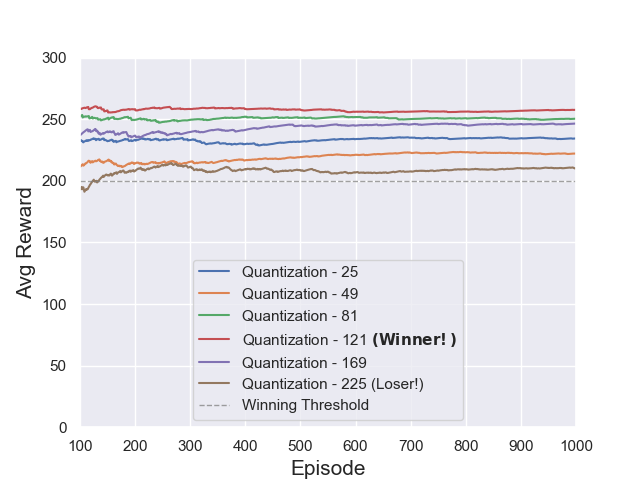 300
250
200
150
100
50
0
Avg Reward
Quantization - 25
Quantization - 49
Quantization - 81
Quantization - 121 (Winner! )
Quantization - 169
Quantization - 225 (Loser!)
Winning Threshold
100 200 300 400 500 600 700 800 900 1000
Episode